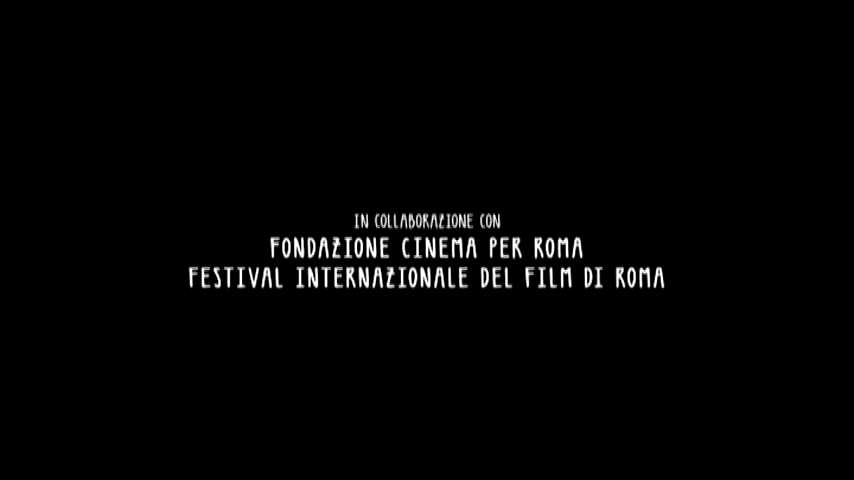 IN COLLABORAZIONE CON
FONDAZIONE CINEMA PER ROMA
FESTIVAL INTERNAZIONALE DEL FILM DI ROMA